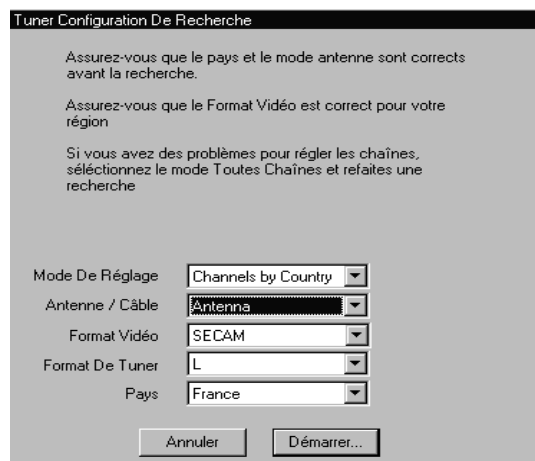 Tuner Configuration De Recherche
Assurez-vous que le pays et le mode antenne sont corrects
avant la recherche.
Assurez-vous que le Format Vidéo est correct pour votre
région
Si vous avez des problèmes pour régler les chaînes,
séléctionnez le mode Toutes Chaînes et refaites une
recherche
Mode De Réglage Channels by Country
Antenne / Câble Antenna
Format Vidéo SECAM
Format De Tuner L
Pays France
Annuler Démarrer...